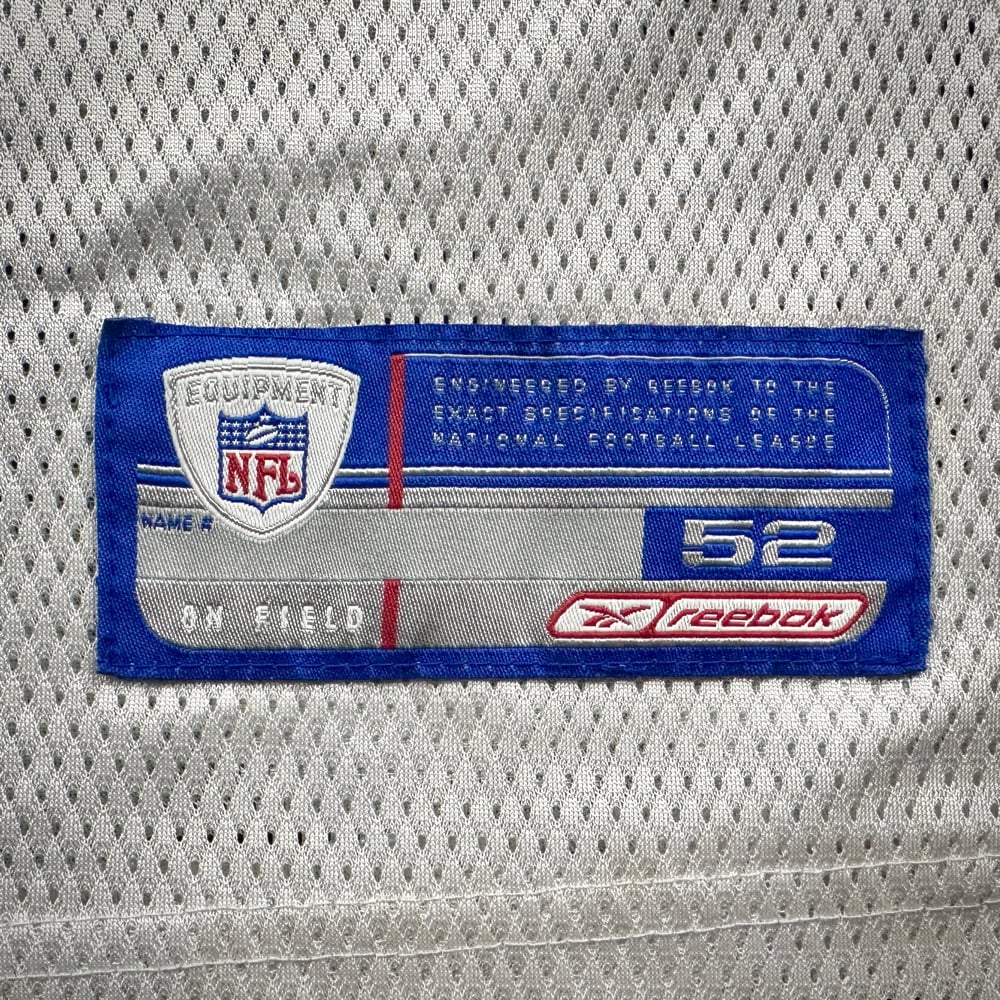 EQUIPMENT
NFL
ENGINEERED BY REEBOK TO THE
EXACT SPECIFICATIONS OF THE
NATIONAL FOOTBALL LEAGUE
NAME #
52
ON FIELD
reebok